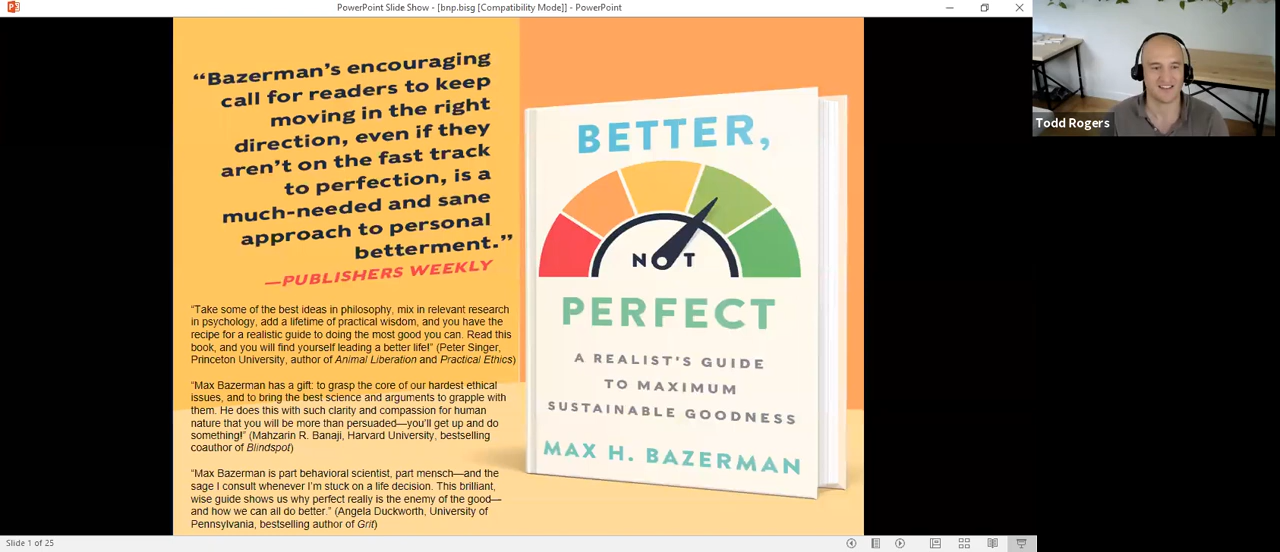 PowerPoint Slide Show - [bnp.bisg [Compatibility Mode]] - PowerPoint
“Bazerman’s encouraging
call for readers to keep
moving in the right
direction, even if they
aren’t on the fast track
to perfection, is a
much-needed and sane
approach to personal
betterment.”
—PUBLISHERS WEEKLY
“Take some of the best ideas in philosophy, mix in relevant research
in psychology, add a lifetime of practical wisdom, and you have the
recipe for a realistic guide to doing the most good you can. Read this
book, and you will find yourself leading a better life!” (Peter Singer,
Princeton University, author of Animal Liberation and Practical Ethics)
“Max Bazerman has a gift: to grasp the core of our hardest ethical
issues, and to bring the best science and arguments to grapple with
them. He does this with such clarity and compassion for human
nature that you will be more than persuaded—you’ll get up and do
something!” (Mahzarin R. Banaji, Harvard University, bestselling
coauthor of Blindspot)
“Max Bazerman is part behavioral scientist, part mensch—and the
sage I consult whenever I’m stuck on a life decision. This brilliant,
wise guide shows us why perfect really is the enemy of the good—
and how we can all do better.” (Angela Duckworth, University of
Pennsylvania, bestselling author of Grit)
BETTER,
NOT
PERFECT
A REALIST’S GUIDE
TO MAXIMUM
SUSTAINABLE GOODNESS
MAX H. BAZERMAN
Todd Rogers
Slide 1 of 25